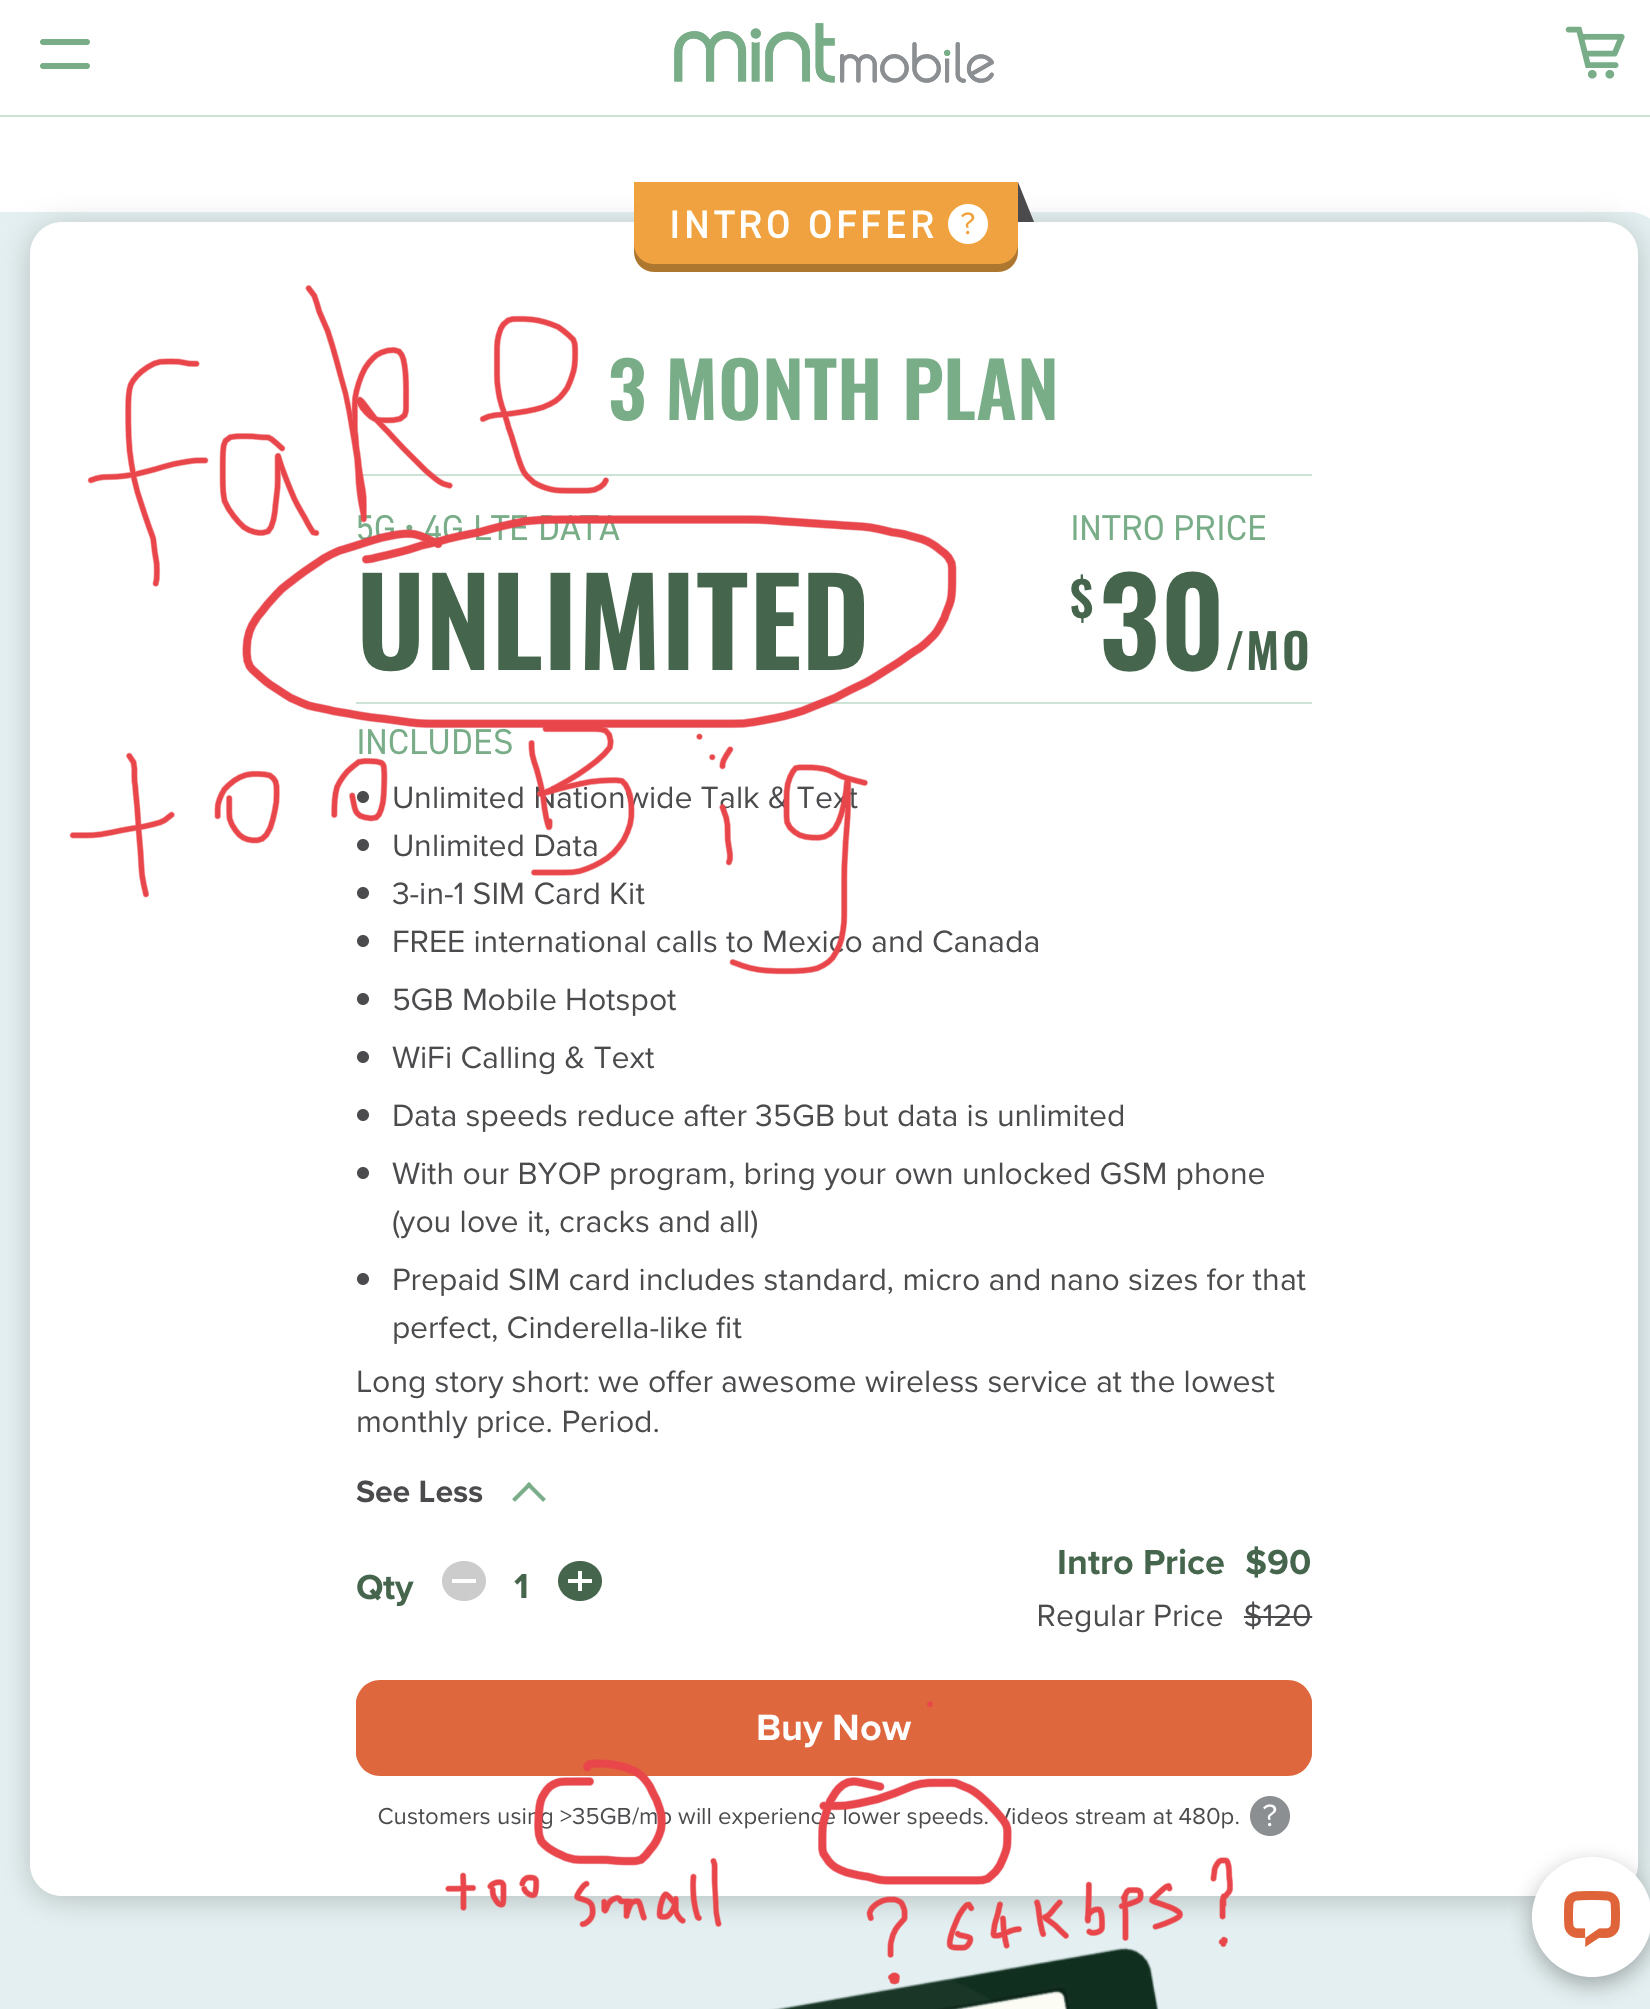 mint mobile
INTRO OFFER ?
fake
3 MONTH PLAN
5G • 4G LTE DATA
INTRO PRICE
UNLIMITED
$30/MO
too Big
INCLUDES
• Unlimited Nationwide Talk & Text
• Unlimited Data
• 3-in-1 SIM Card Kit
• FREE international calls to Mexico and Canada
• 5GB Mobile Hotspot
• WiFi Calling & Text
• Data speeds reduce after 35GB but data is unlimited
• With our BYOP program, bring your own unlocked GSM phone
(you love it, cracks and all)
• Prepaid SIM card includes standard, micro and nano sizes for that
perfect, Cinderella-like fit
Long story short: we offer awesome wireless service at the lowest
monthly price. Period.
See Less
Intro Price $90
Qty 1
Regular Price $120
Buy Now
Customers using >35GB/mo will experience lower speeds. Videos stream at 480p. ?
too small
? 64kbps ?